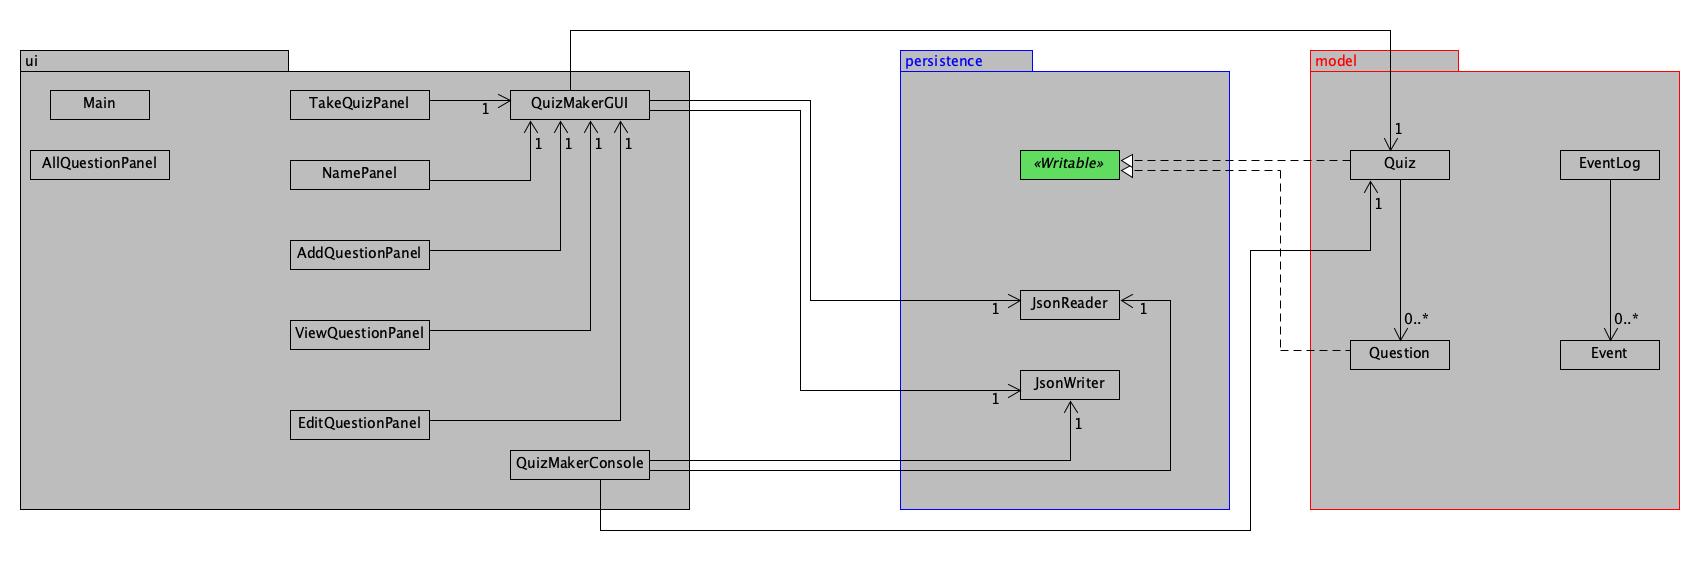 ui
persistence
model
Main
TakeQuizPanel
1
QuizMakerGUI
1
1
1
1
1
AllQuestionPanel
NamePanel
«Writable»
Quiz
EventLog
1
AddQuestionPanel
JsonReader
1
1
0..*
0..*
ViewQuestionPanel
Question
Event
JsonWriter
1
1
EditQuestionPanel
QuizMakerConsole